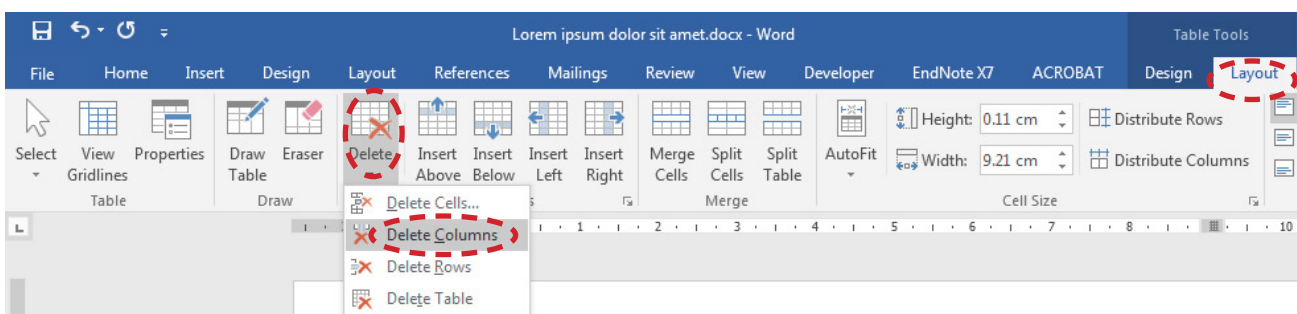 Lorem ipsum dolor sit amet.docx - Word
Table Tools
File Home Insert Design Layout References Mailings Review View Developer EndNote X7 ACROBAT Design Layout
Select View Gridlines Properties Draw Table Eraser Delete Insert Above Insert Below Insert Left Insert Right Merge Cells Split Cells Split Table AutoFit
Height: 0.11 cm Distribute Rows
Width: 9.21 cm Distribute Columns
Table Draw Merge Cell Size
Delete Cells...
Delete Columns
Delete Rows
Delete Table
1 2 3 4 5 6 7 8 10